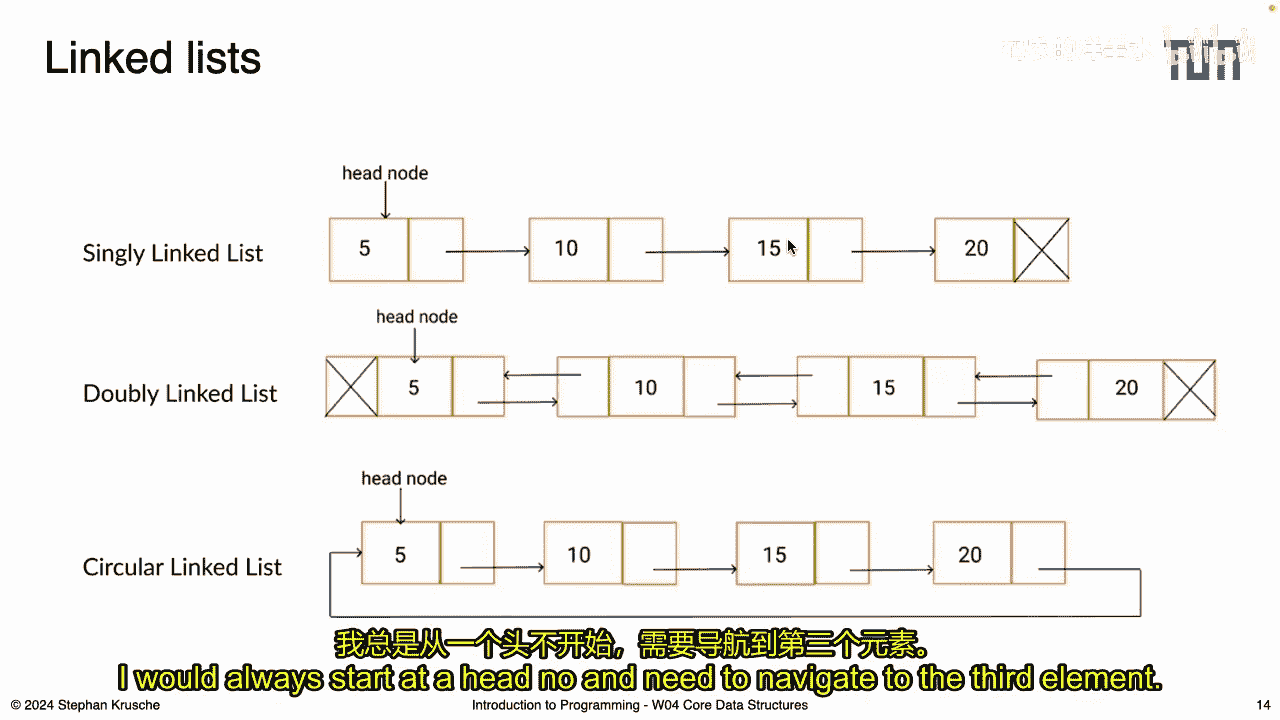 Linked lists
head node
Singly Linked List
5
10
15
20
head node
Doubly Linked List
5
10
15
20
head node
Circular Linked List
5
10
15
20
我总是从一个头不开始，需要导航到第三个元素。
I would always start at a head no and need to navigate to the third element.
© 2024 Stephan Krusche
Introduction to Programming - W04 Core Data Structures
14